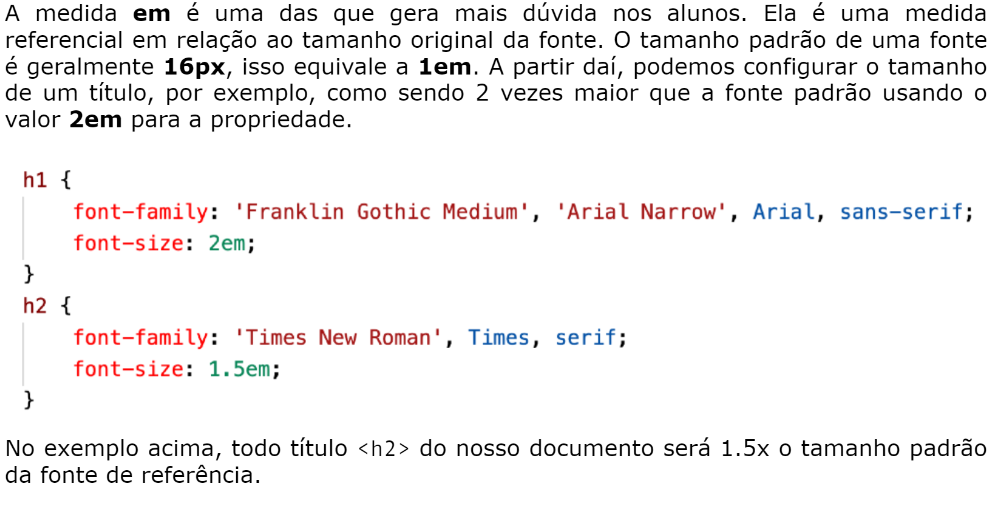 A medida em é uma das que gera mais dúvida nos alunos. Ela é uma medida
referencial em relação ao tamanho original da fonte. O tamanho padrão de uma fonte
é geralmente 16px, isso equivale a 1em. A partir daí, podemos configurar o tamanho
de um título, por exemplo, como sendo 2 vezes maior que a fonte padrão usando o
valor 2em para a propriedade.
h1 {
    font-family: 'Franklin Gothic Medium', 'Arial Narrow', Arial, sans-serif;
    font-size: 2em;
}
h2 {
    font-family: 'Times New Roman', Times, serif;
    font-size: 1.5em;
}
No exemplo acima, todo título <h2> do nosso documento será 1.5x o tamanho padrão
da fonte de referência.